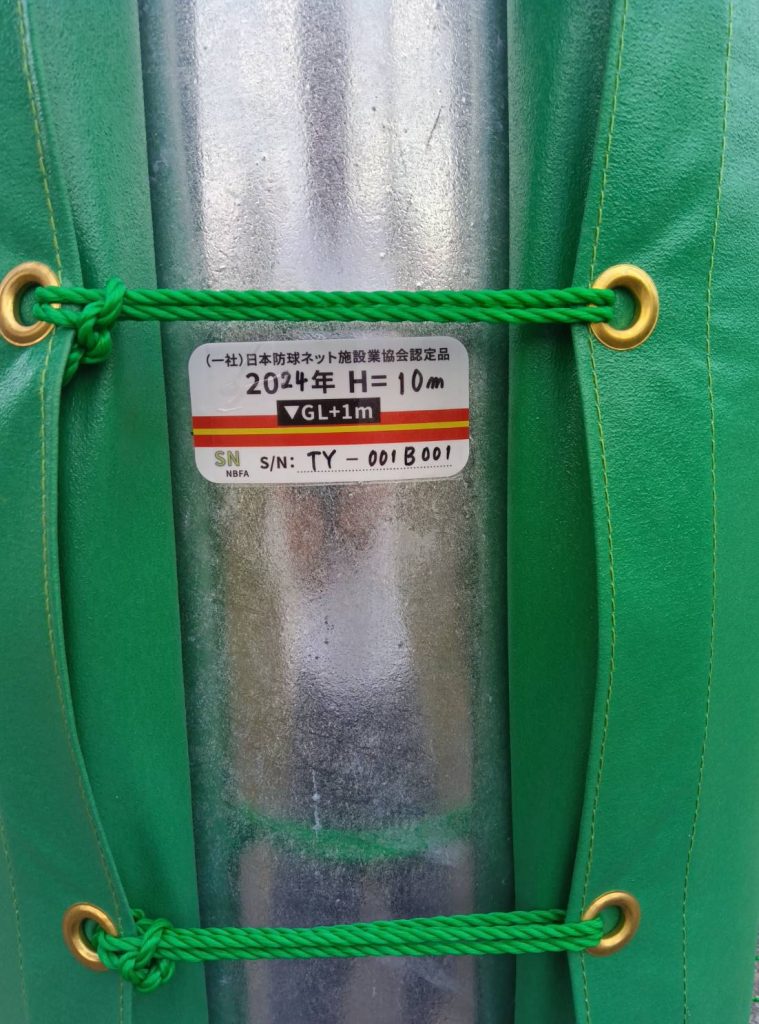 (一社)日本防球ネット施設業協会認定品
2024年 H=10m
▼GL+1m
SN
NBFA
S/N: TY-001B001